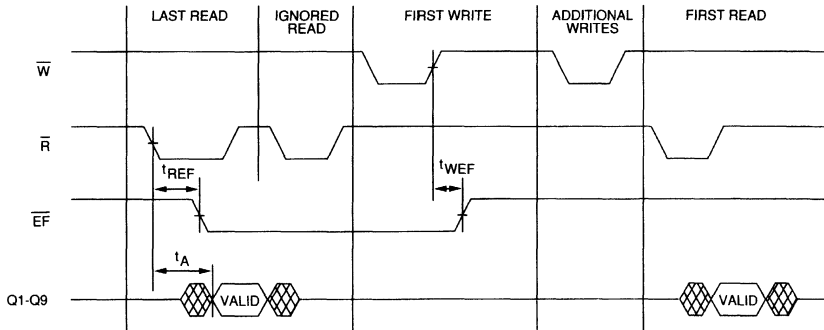 LAST READ
IGNORED
READ
FIRST WRITE
ADDITIONAL
WRITES
FIRST READ
W
R
tREF
tWEF
EF
tA
Q1-Q9
VALID
VALID